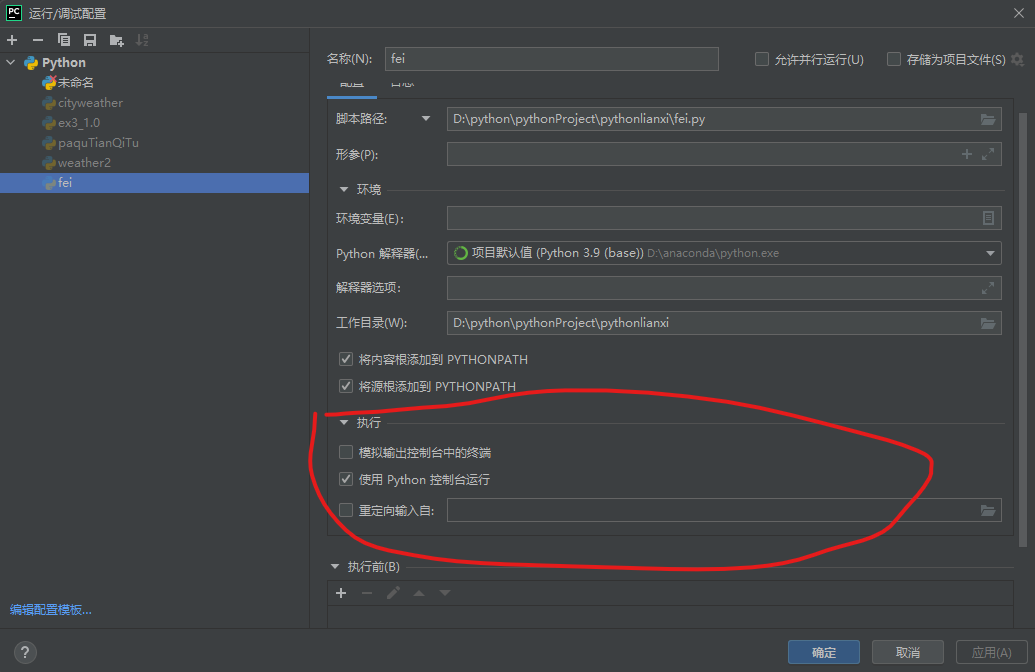 PC 运行/调试配置
Python
未命名
cityweather
ex3_1.0
paquTianQiTu
weather2
fei
编辑配置模板...
名称(N): fei 允许并行运行(U) 存储为项目文件(S)
配置 日志
脚本路径: D:\python\pythonProject\pythonlianxi\fei.py
形参(P):
环境
环境变量(E):
Python 解释器(... 项目默认值 (Python 3.9 (base)) D:\anaconda\python.exe
解释器选项:
工作目录(W): D:\python\pythonProject\pythonlianxi
将内容根添加到 PYTHONPATH
将源根添加到 PYTHONPATH
执行
模拟输出控制台中的终端
使用 Python 控制台运行
重定向输入自:
执行前(B)
? 确定 取消 应用(A)